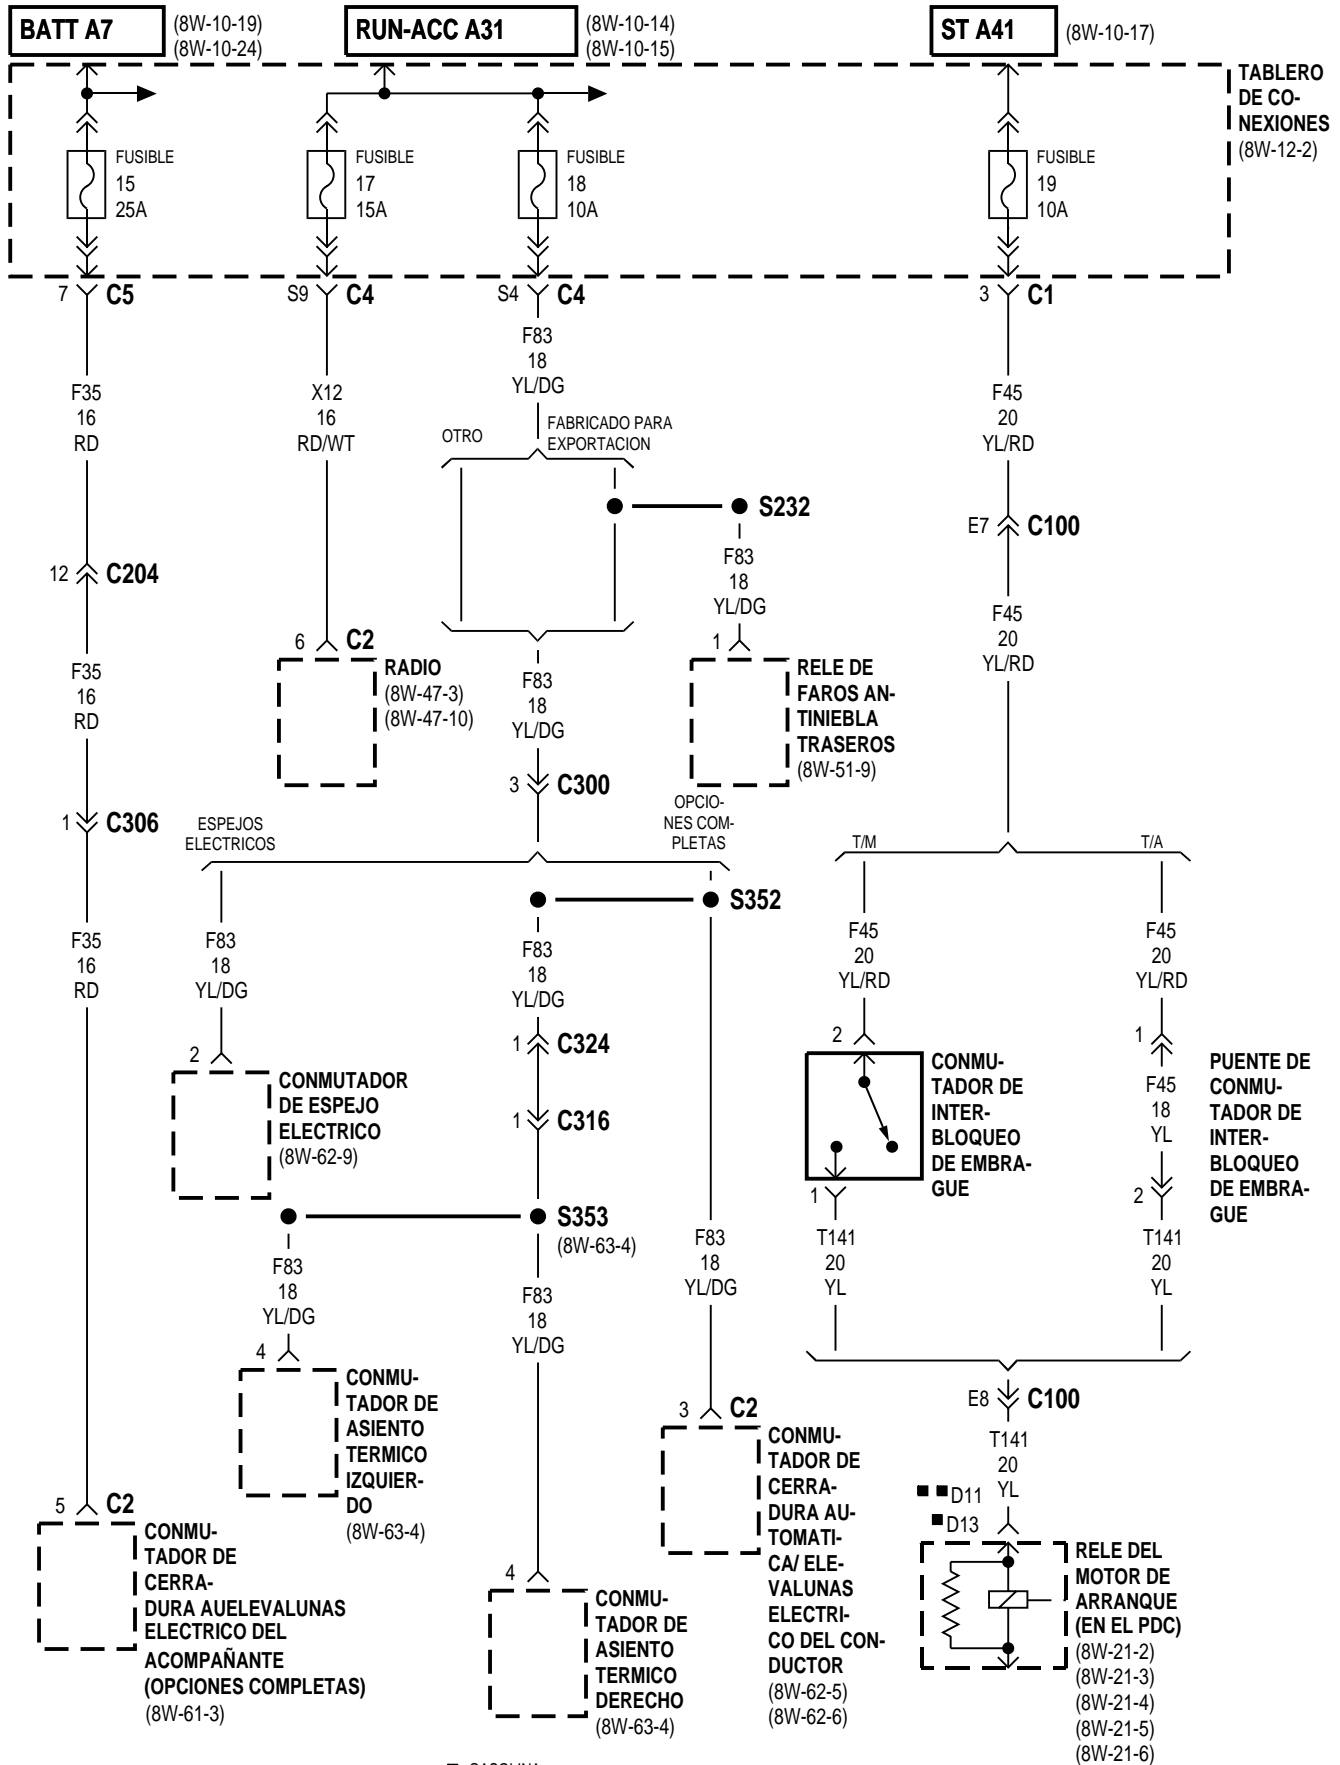 BATT A7
(8W-10-19)
(8W-10-24)
RUN-ACC A31
(8W-10-14)
(8W-10-15)
ST A41
(8W-10-17)
TABLERO
DE CO-
NEXIONES
(8W-12-2)
FUSIBLE
15
25A
FUSIBLE
17
15A
FUSIBLE
18
10A
FUSIBLE
19
10A
7 C5
S9 C4
S4 C4
3 C1
F35
16
RD
X12
16
RD/WT
F83
18
YL/DG
F45
20
YL/RD
OTRO
FABRICADO PARA
EXPORTACION
S232
F83
18
YL/DG
E7 C100
12 C204
F45
20
YL/RD
6 C2
RADIO
(8W-47-3)
(8W-47-10)
1
RELE DE
FAROS AN-
TINIEBLA
TRASEROS
(8W-51-9)
F35
16
RD
F83
18
YL/DG
3 C300
1 C306
ESPEJOS
ELECTRICOS
OPCIO-
NES COM-
PLETAS
T/M
T/A
S352
F35
16
RD
F83
18
YL/DG
F83
18
YL/DG
F45
20
YL/RD
F45
20
YL/RD
1 C324
2
CONMUTADOR
DE ESPEJO
ELECTRICO
(8W-62-9)
1 C316
2
CONMU-
TADOR DE
INTER-
BLOQUEO
DE EMBRA-
GUE
1
1
F45
18
YL
2
PUENTE DE
CONMU-
TADOR DE
INTER-
BLOQUEO
DE EMBRA-
GUE
S353
(8W-63-4)
F83
18
YL/DG
F83
18
YL/DG
F83
18
YL/DG
T141
20
YL
T141
20
YL
4
CONMU-
TADOR DE
ASIENTO
TERMICO
IZQUIER-
DO
(8W-63-4)
3 C2
CONMU-
TADOR DE
CERRA-
DURA AU-
TOMATI-
CA/ ELE-
VALUNAS
ELECTRI-
CO DEL CON-
DUCTOR
(8W-62-5)
(8W-62-6)
E8 C100
T141
20
YL
■ ■ D11
■ D13
5 C2
CONMU-
TADOR DE
CERRA-
DURA AUELEVALUNAS
ELECTRICO DEL
ACOMPAÑANTE
(OPCIONES COMPLETAS)
(8W-61-3)
4
CONMU-
TADOR DE
ASIENTO
TERMICO
DERECHO
(8W-63-4)
RELE DEL
MOTOR DE
ARRANQUE
(EN EL PDC)
(8W-21-2)
(8W-21-3)
(8W-21-4)
(8W-21-5)
(8W-21-6)